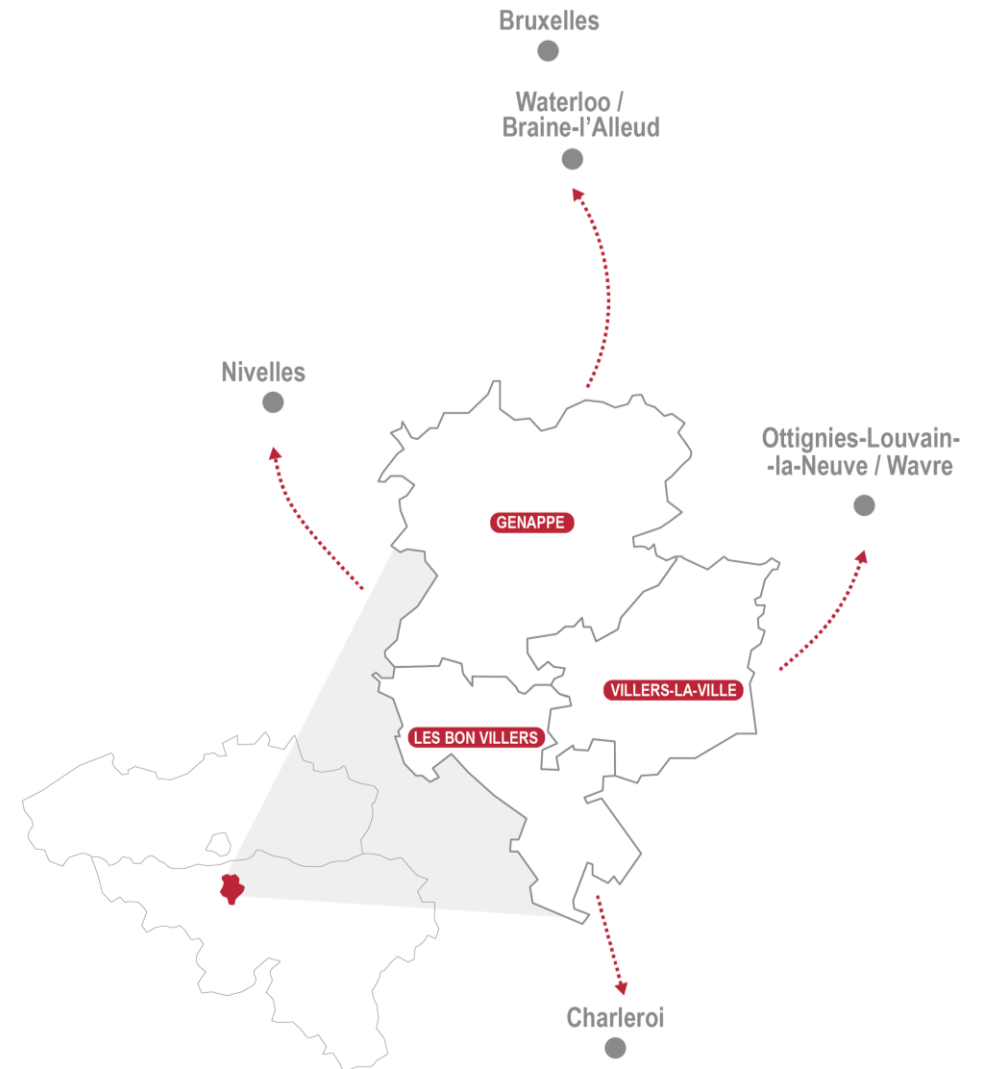 Bruxelles
Waterloo /
Braine-l'Alleud
Nivelles
Ottignies-Louvain-
-la-Neuve / Wavre
GENAPPE
VILLERS-LA-VILLE
LES BON VILLERS
Charleroi